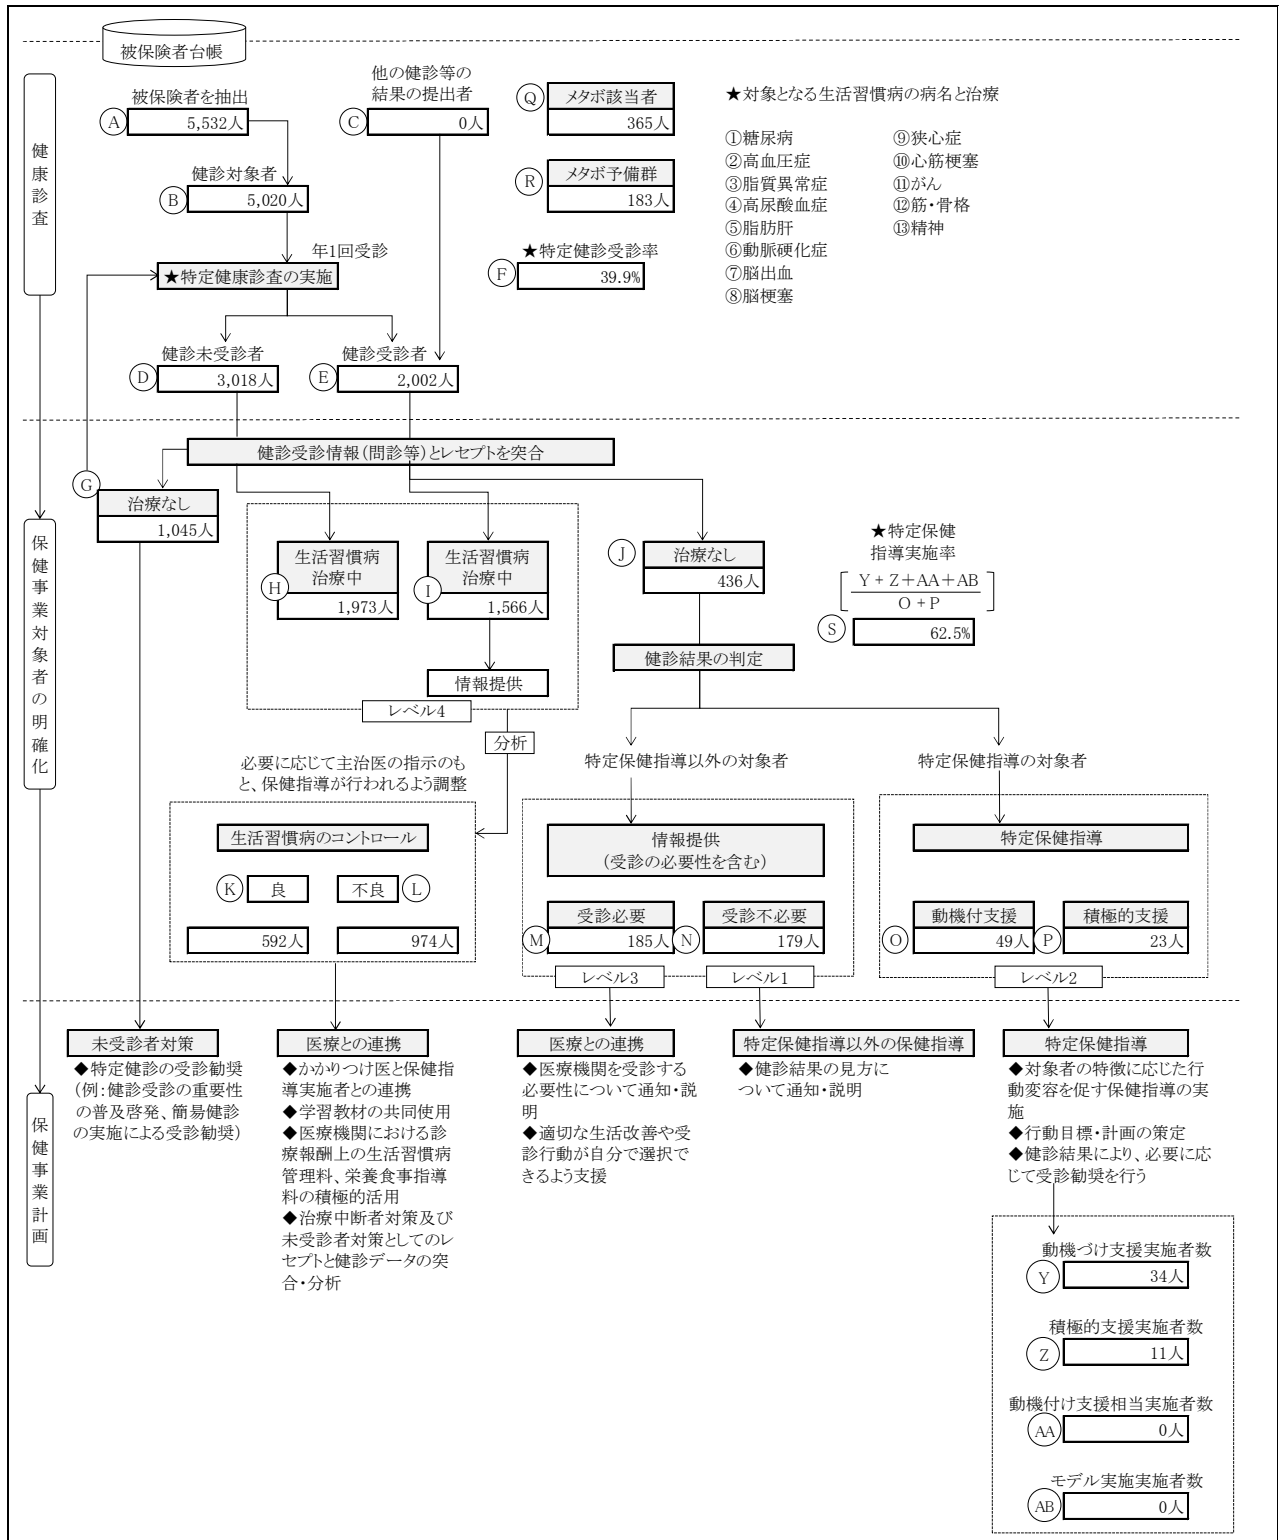 被保険者台帳
健康診査
被保険者を抽出
A
5,532人
他の健診等の
結果の提出者
C
0人
Q
メタボ該当者
365人
R
メタボ予備群
183人
★特定健診受診率
F
39.9%
★対象となる生活習慣病の病名と治療
①糖尿病
②高血圧症
③脂質異常症
④高尿酸血症
⑤脂肪肝
⑥動脈硬化症
⑦脳出血
⑧脳梗塞
⑨狭心症
⑩心筋梗塞
⑪がん
⑫筋・骨格
⑬精神
健診対象者
B
5,020人
年1回受診
★特定健康診査の実施
健診未受診者
D
3,018人
健診受診者
E
2,002人
保健事業対象者の明確化
健診受診情報(問診等)とレセプトを突合
G
治療なし
1,045人
生活習慣病
治療中
H
1,973人
生活習慣病
治療中
I
1,566人
情報提供
レベル4
分析
J
治療なし
436人
健診結果の判定
★特定保健
指導実施率
Y+Z+AA+AB
O+P
S
62.5%
必要に応じて主治医の指示のも
と、保健指導が行われるよう調整
生活習慣病のコントロール
K
良
不良
L
592人
974人
特定保健指導以外の対象者
情報提供
(受診の必要性を含む)
受診必要
M
185人
受診不必要
N
179人
レベル3
レベル1
特定保健指導の対象者
特定保健指導
動機付支援
O
49人
積極的支援
P
23人
レベル2
保健事業計画
未受診者対策
◆特定健診の受診勧奨
(例:健診受診の重要性
の普及啓発、簡易健診
の実施による受診勧奨)
医療との連携
◆かかりつけ医と保健指
導実施者との連携
◆学習教材の共同使用
◆医療機関における診
療報酬上の生活習慣病
管理料、栄養食事指導
料の積極的活用
◆治療中断者対策及び
未受診者対策としてのレ
セプトと健診データの突
合・分析
医療との連携
◆医療機関を受診する
必要性について通知・説
明
◆適切な生活改善や受
診行動が自分で選択で
きるよう支援
特定保健指導以外の保健指導
◆健診結果の見方に
ついて通知・説明
特定保健指導
◆対象者の特徴に応じた行
動変容を促す保健指導の実
施
◆行動目標・計画の策定
◆健診結果により、必要に応
じて受診勧奨を行う
動機づけ支援実施者数
Y
34人
積極的支援実施者数
Z
11人
動機付け支援相当実施者数
AA
0人
モデル実施実施者数
AB
0人